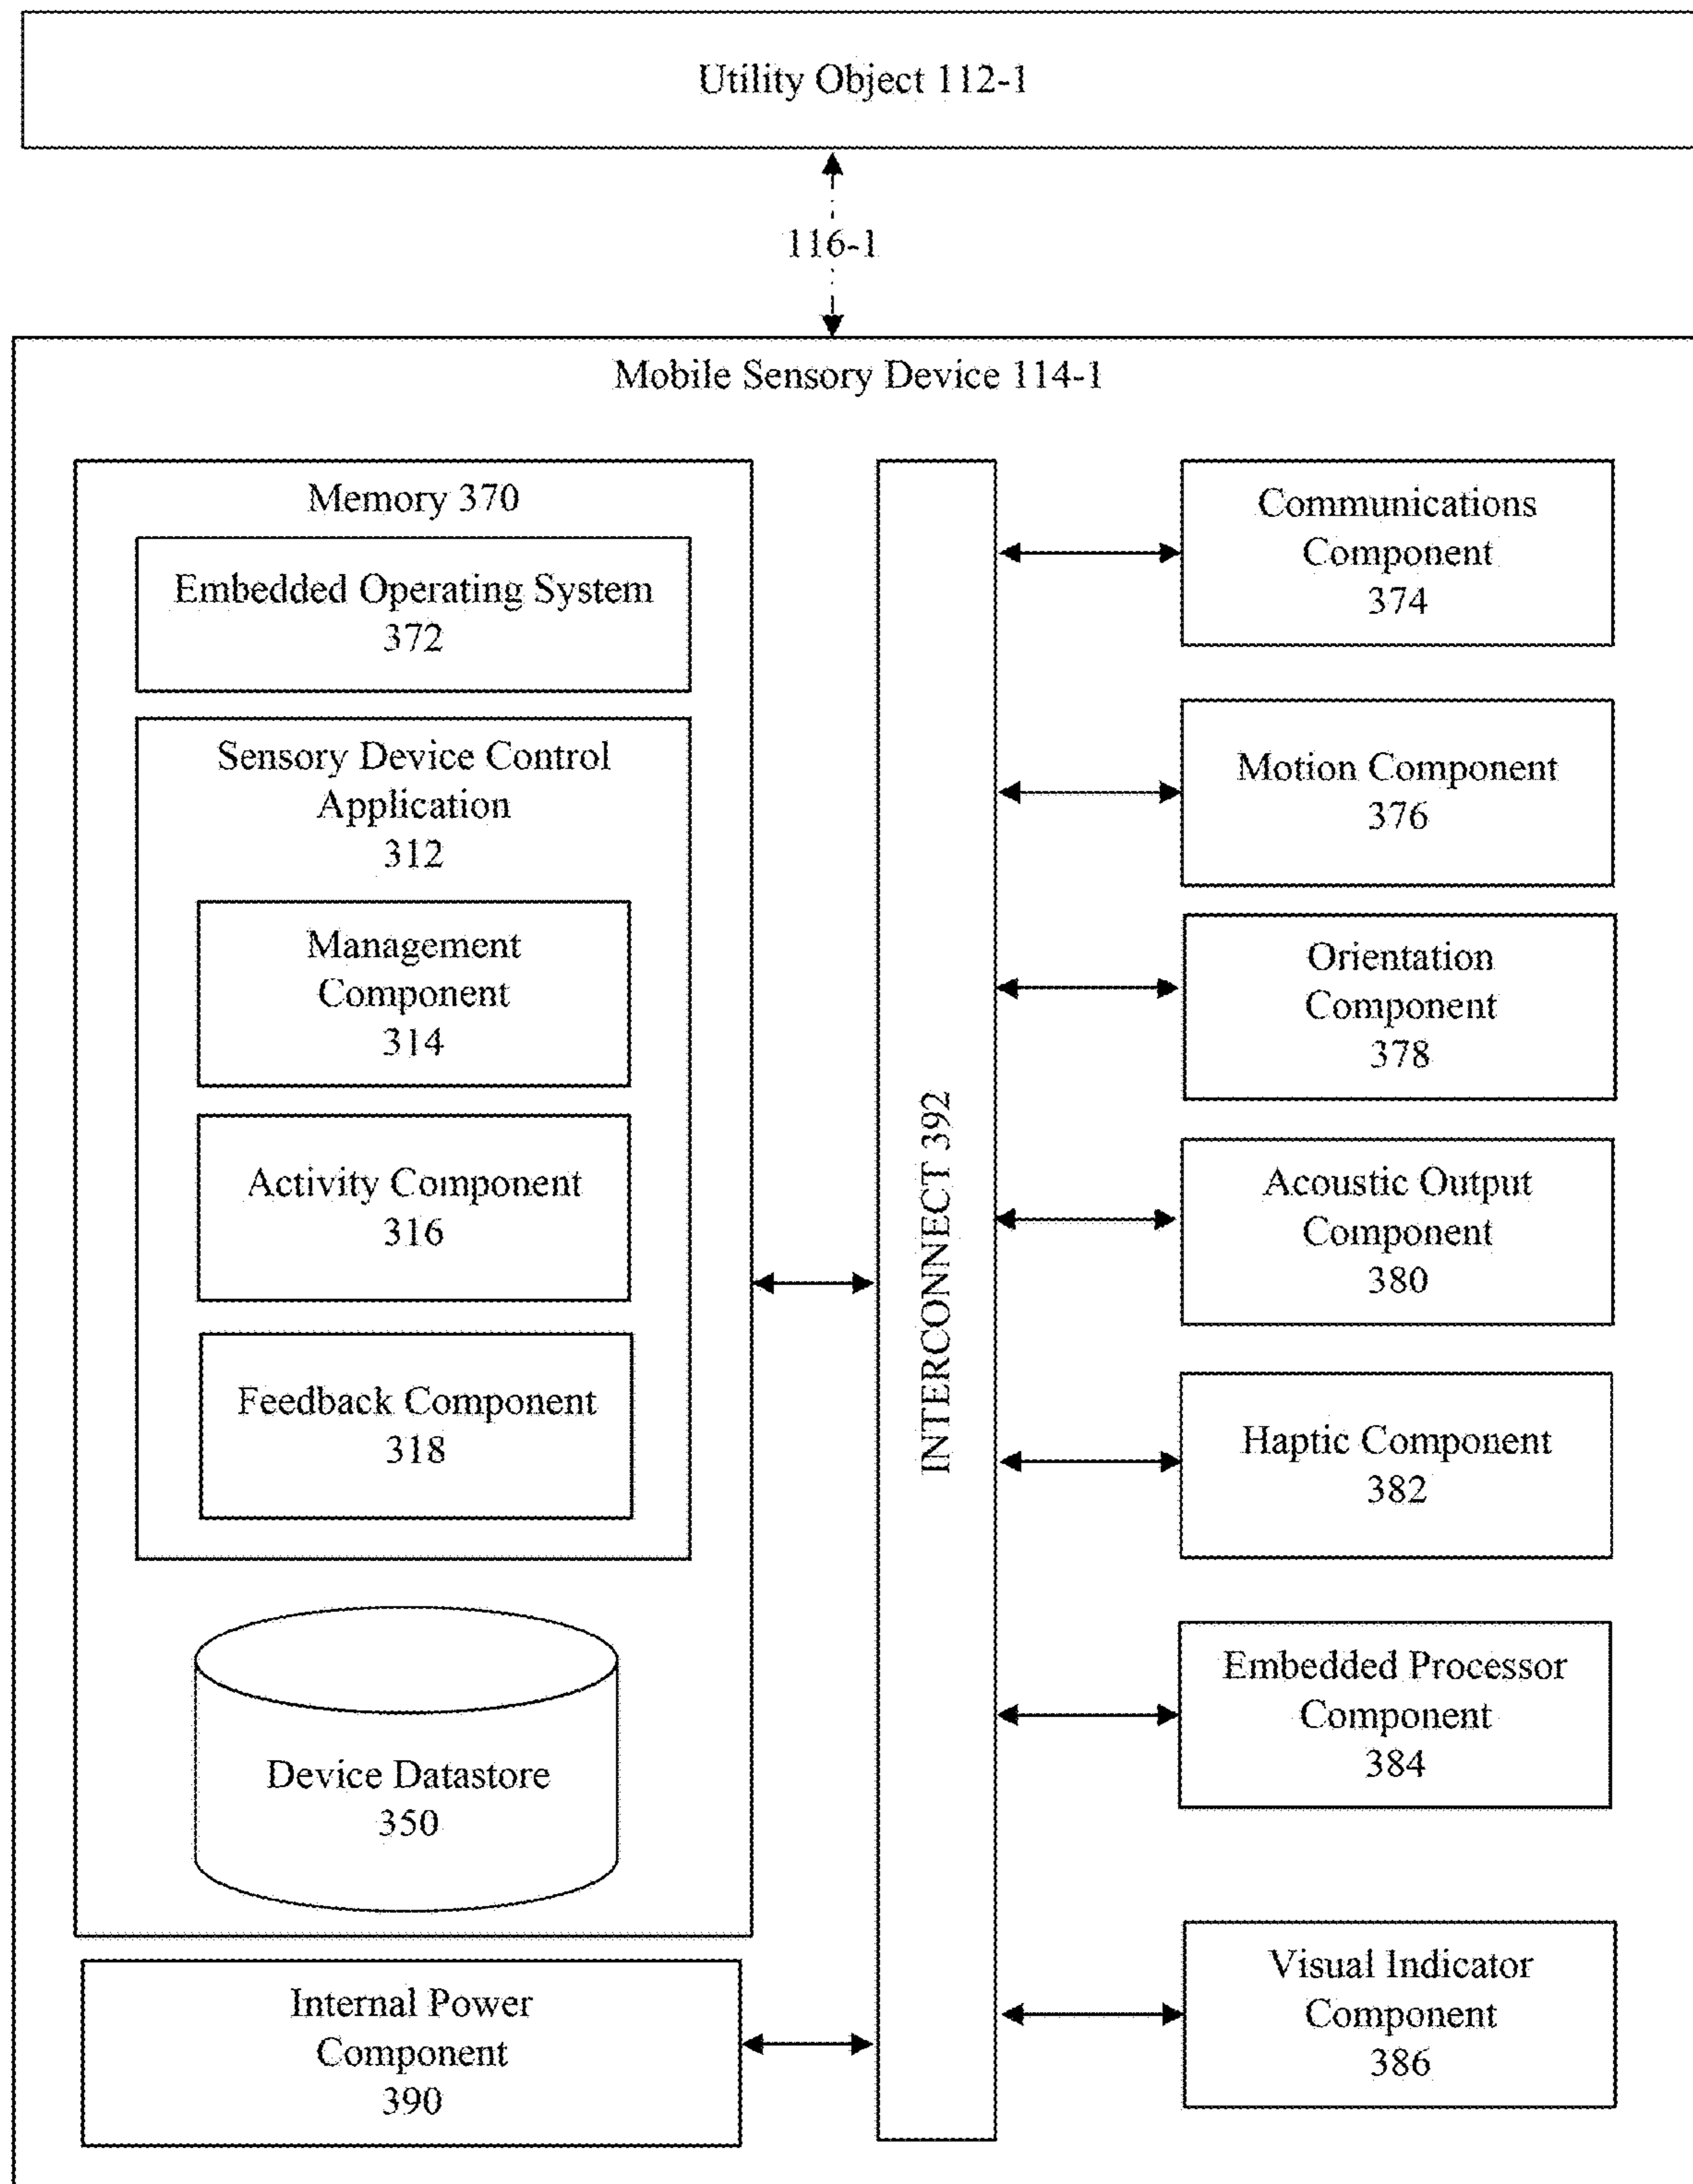 Utility Object 112-1
116-1
Mobile Sensory Device 114-1
Memory 370
Embedded Operating System
372
Sensory Device Control
Application
312
Management
Component
314
Activity Component
316
Feedback Component
318
Device Datastore
350
Internal Power
Component
390
INTERCONNECT 392
Communications
Component
374
Motion Component
376
Orientation
Component
378
Acoustic Output
Component
380
Haptic Component
382
Embedded Processor
Component
384
Visual Indicator
Component
386